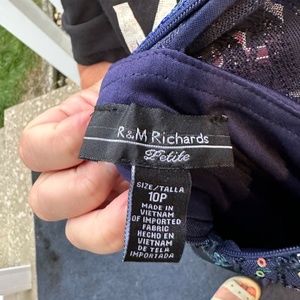 R&M Richards
Petite
SIZE/TALLA
10P
MADE IN
VIETNAM
OF IMPORTED
FABRIC
HECHO EN
VIETNAM
DE TELA
IMPORTADA